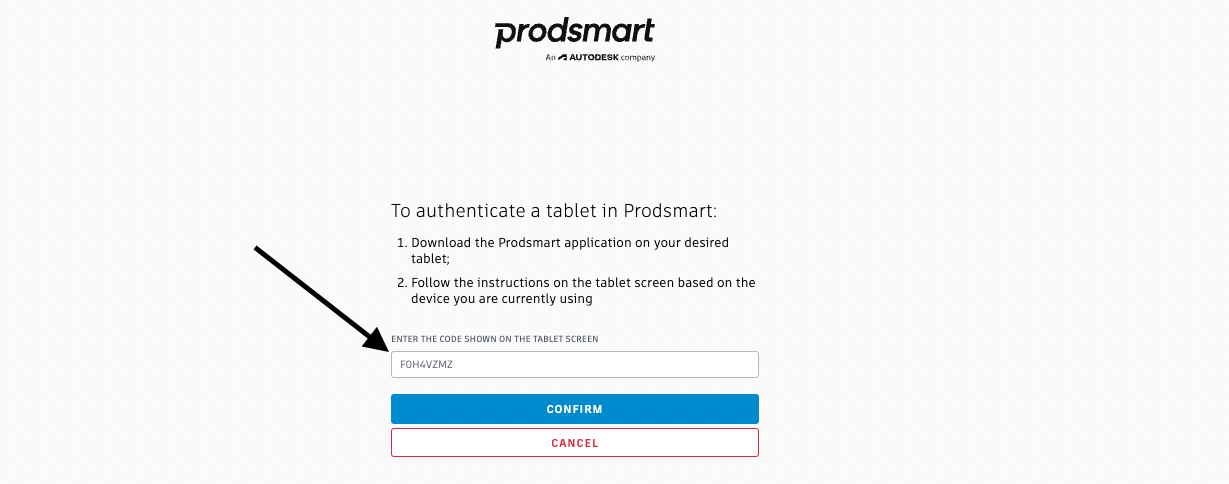 prodsmart
An AUTODESK company
To authenticate a tablet in Prodsmart:
1. Download the Prodsmart application on your desired
tablet;
2. Follow the instructions on the tablet screen based on the
device you are currently using
ENTER THE CODE SHOWN ON THE TABLET SCREEN
F0H4VZMZ
CONFIRM
CANCEL